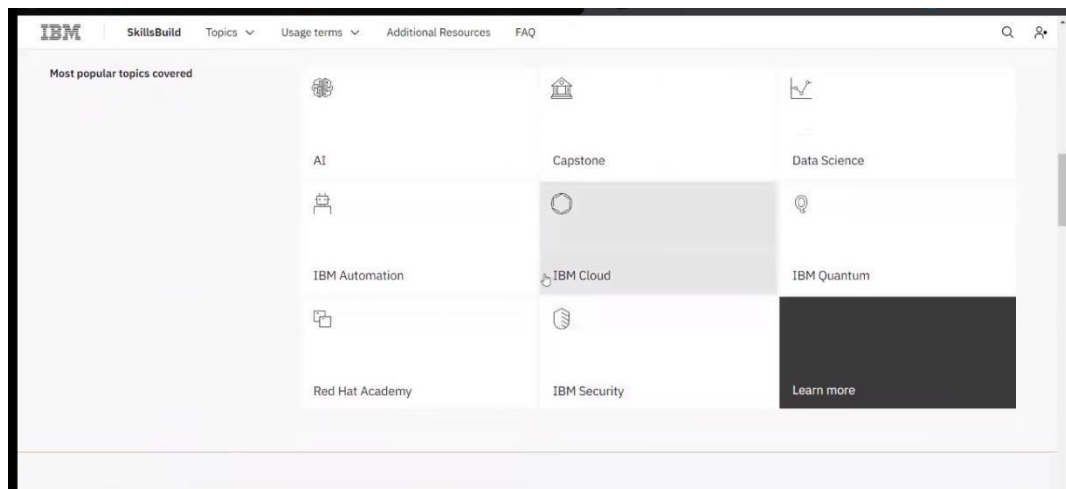 IBM SkillsBuild Topics Usage terms Additional Resources FAQ
Most popular topics covered
AI Capstone Data Science
IBM Automation IBM Cloud IBM Quantum
Red Hat Academy IBM Security Learn more